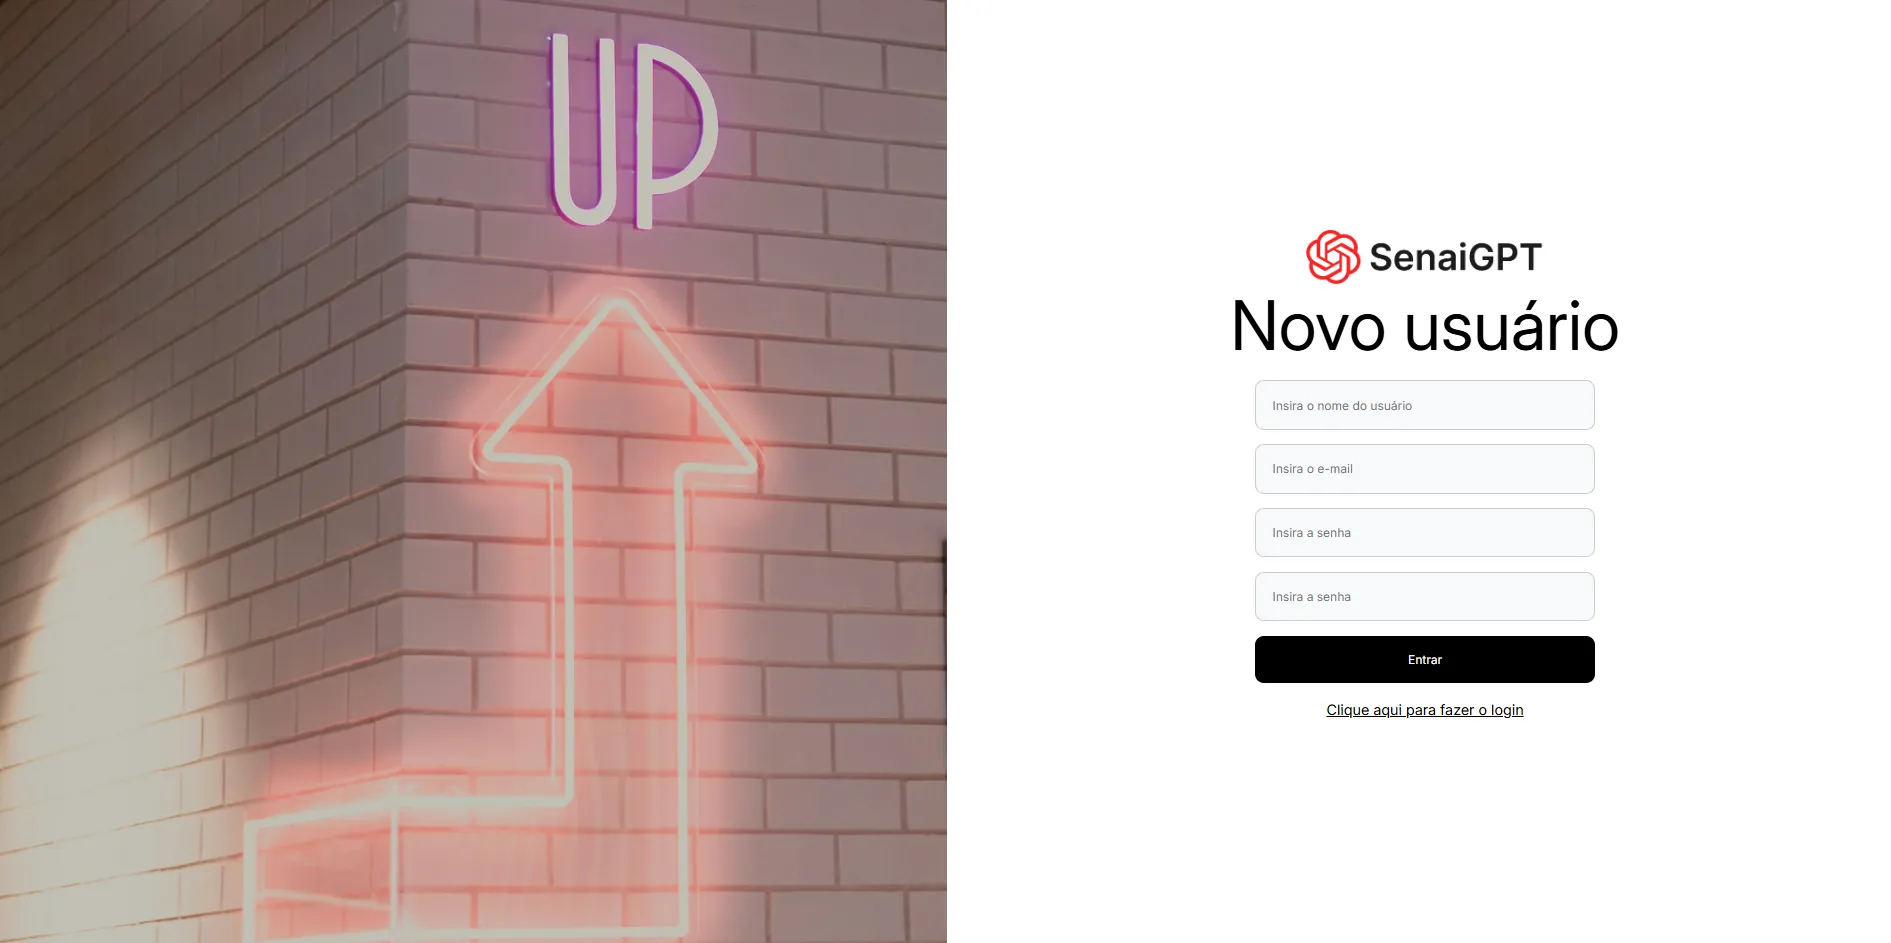 UP
SenaiGPT
Novo usuário
Insira o nome do usuário
Insira o e-mail
Insira a senha
Insira a senha
Entrar
Clique aqui para fazer o login